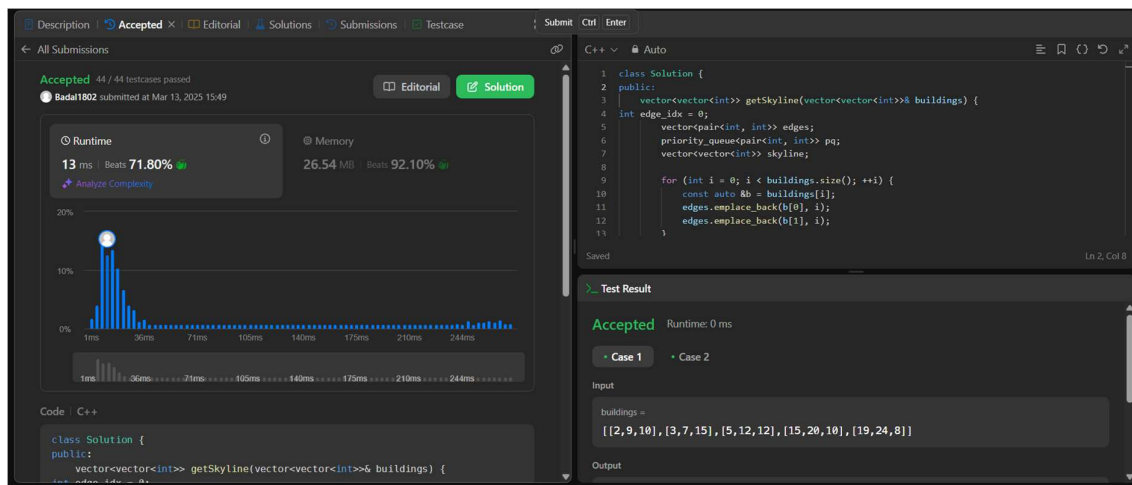 Description Accepted × Editorial Solutions Submissions Testcase
Submit Ctrl Enter
← All Submissions
Accepted 44 / 44 testcases passed
Badal1802 submitted at Mar 13, 2025 15:49
Editorial
Solution
Runtime
13 ms | Beats 71.80%
Analyze Complexity
Memory
26.54 MB | Beats 92.10%
20%
10%
0%
1ms 36ms 71ms 105ms 140ms 175ms 210ms 244ms
1ms 36ms 71ms 105ms 140ms 175ms 210ms 244ms
Code | C++
class Solution {
public:
vector<vector<int>> getSkyline(vector<vector<int>>& buildings) {
int edge_idx = 0;
C++ Auto
1 class Solution {
2 public:
3 vector<vector<int>> getSkyline(vector<vector<int>>& buildings) {
4 int edge_idx = 0;
5 vector<pair<int, int>> edges;
6 priority_queue<pair<int, int>> pq;
7 vector<vector<int>> skyline;
8
9 for (int i = 0; i < buildings.size(); ++i) {
10 const auto &b = buildings[i];
11 edges.emplace_back(b[0], i);
12 edges.emplace_back(b[1], i);
13 }
Saved
Ln 2, Col 8
>_ Test Result
Accepted Runtime: 0 ms
• Case 1 • Case 2
Input
buildings =
[[2,9,10],[3,7,15],[5,12,12],[15,20,10],[19,24,8]]
Output